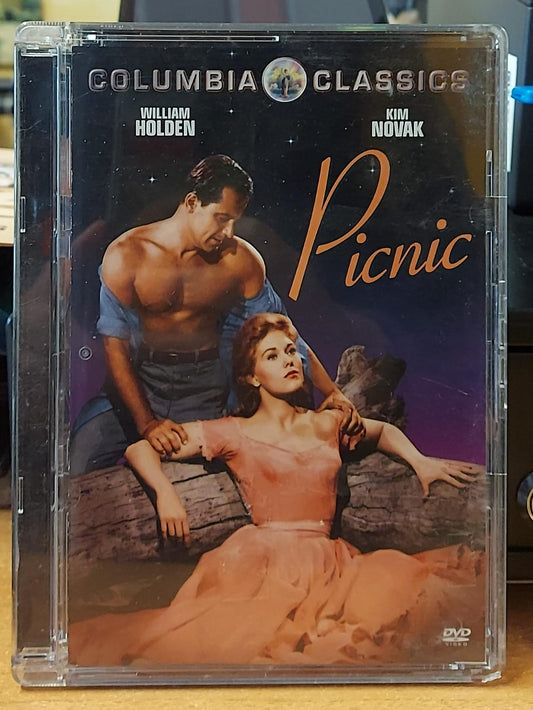 COLUMBIA CLASSICS
WILLIAM
HOLDEN
KIM
NOVAK
Picnic
DVD
VIDEO